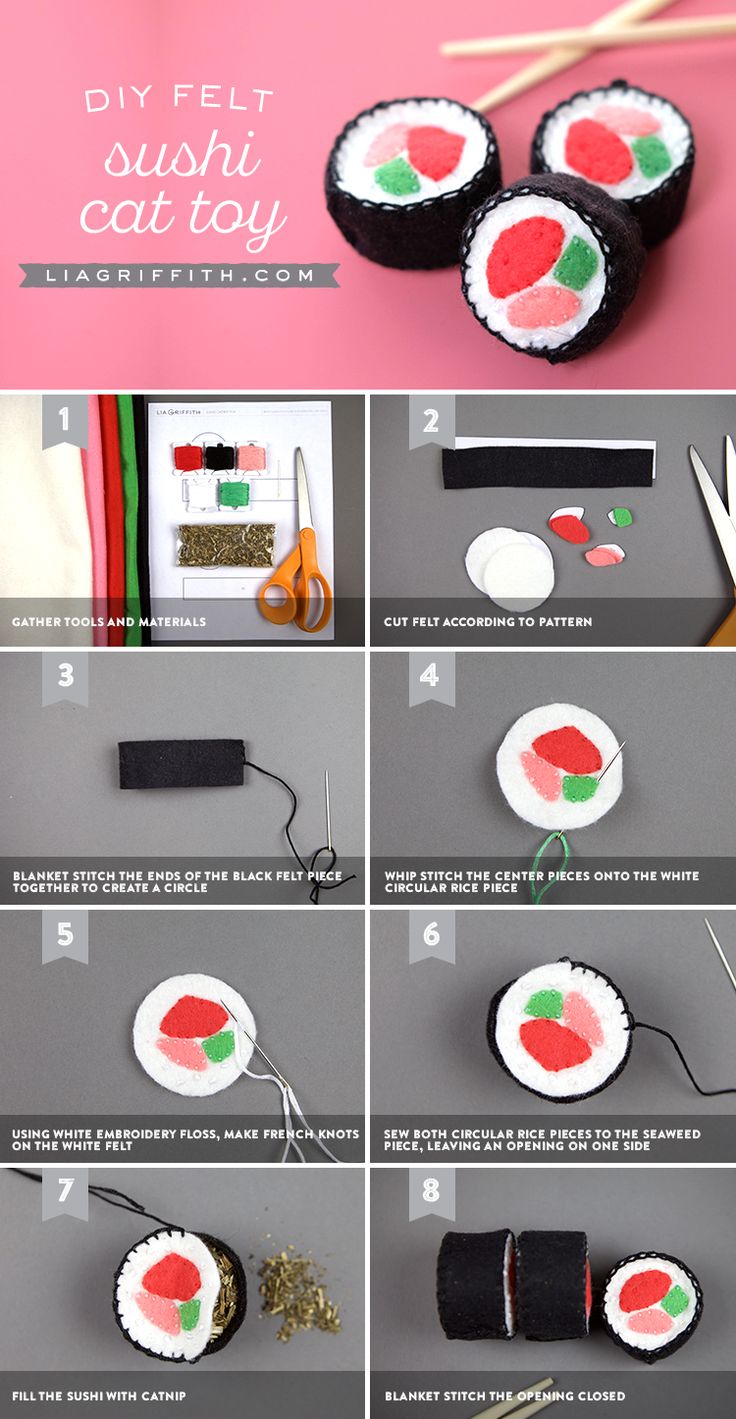 DIY FELT
sushi
cat toy
LIAGRIFFITH.COM
1
LIA GRIFFITH
GATHER TOOLS AND MATERIALS
2
CUT FELT ACCORDING TO PATTERN
3
BLANKET STITCH THE ENDS OF THE BLACK FELT PIECE
TOGETHER TO CREATE A CIRCLE
4
WHIP STITCH THE CENTER PIECES ONTO THE WHITE
CIRCULAR RICE PIECE
5
USING WHITE EMBROIDERY FLOSS, MAKE FRENCH KNOTS
ON THE WHITE FELT
6
SEW BOTH CIRCULAR RICE PIECES TO THE SEAWEED
PIECE, LEAVING AN OPENING ON ONE SIDE
7
FILL THE SUSHI WITH CATNIP
8
BLANKET STITCH THE OPENING CLOSED